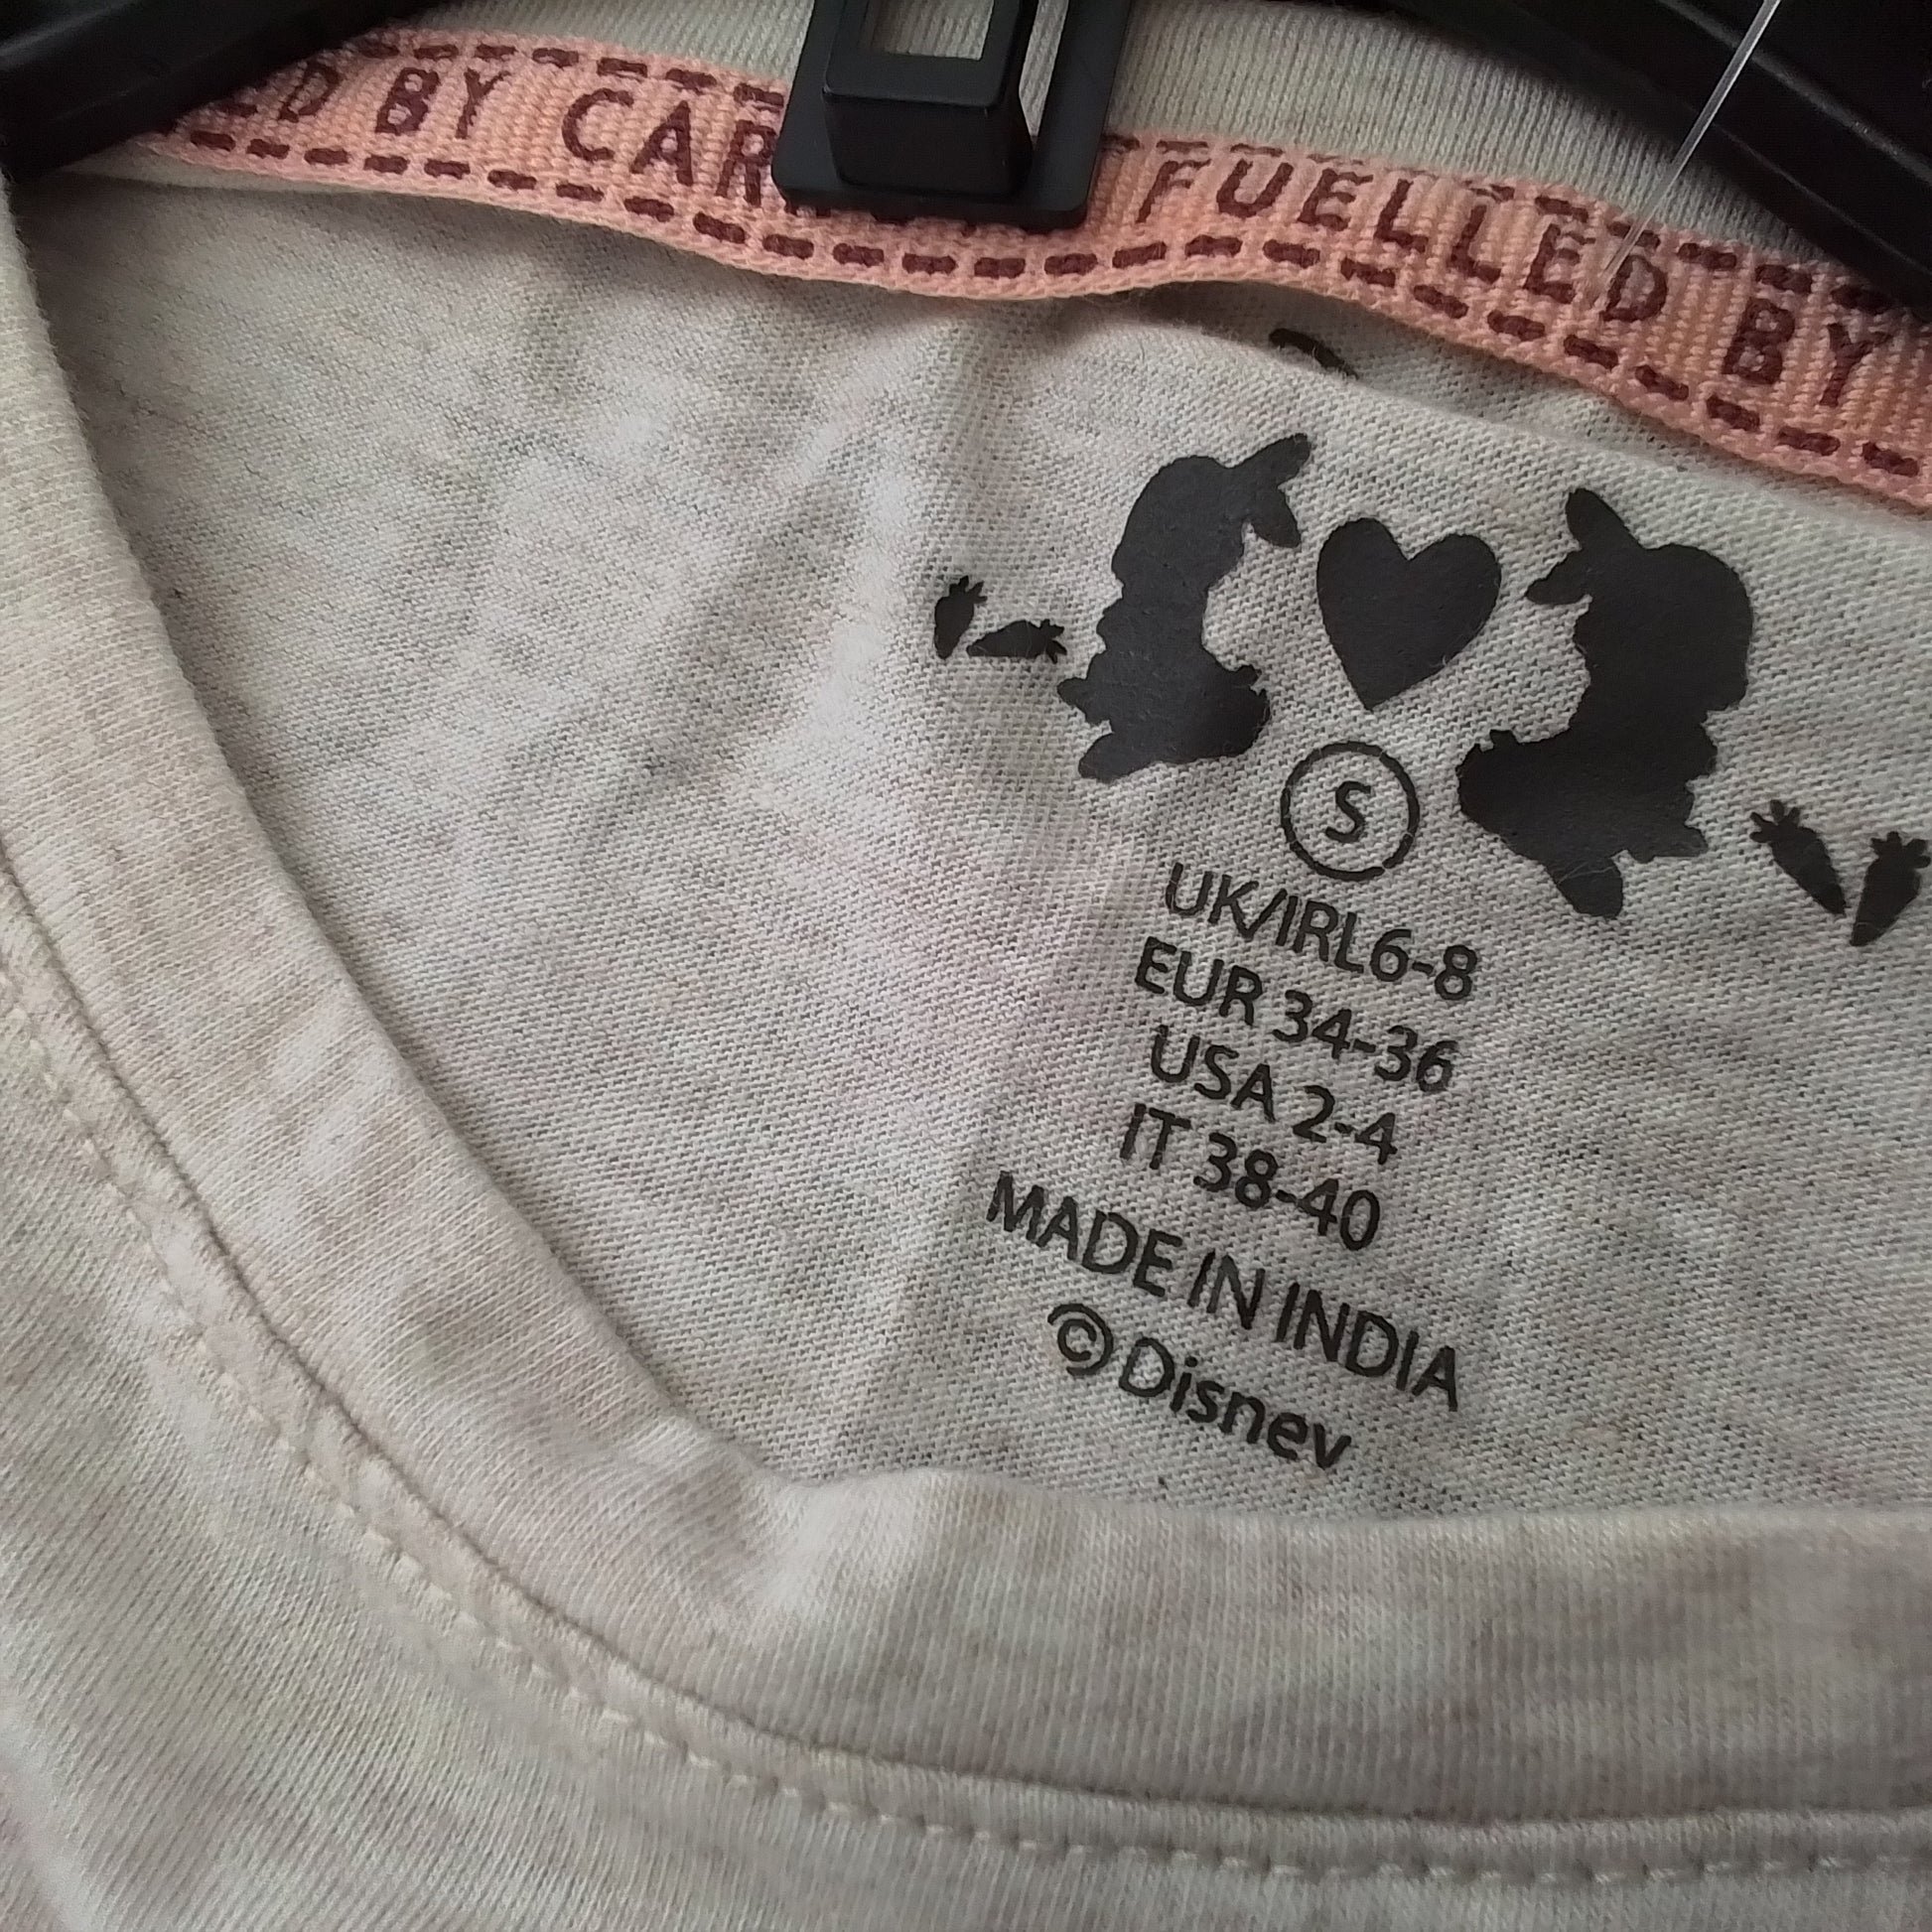 ED BY CAR FUELLED BY
S
UK/IRL6-8
EUR 34-36
USA 2-4
IT 38-40
MADE IN INDIA
© Disney